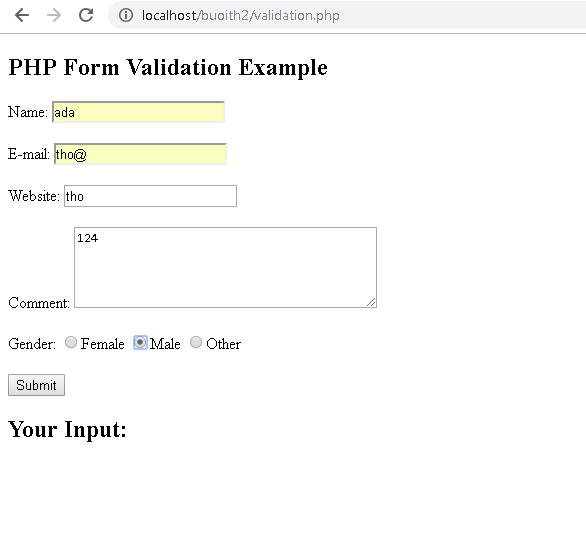 localhost/buoith2/validation.php
PHP Form Validation Example
Name: ada
E-mail: tho@
Website: tho
124
Comment:
Gender: Female Male Other
Submit
Your Input: